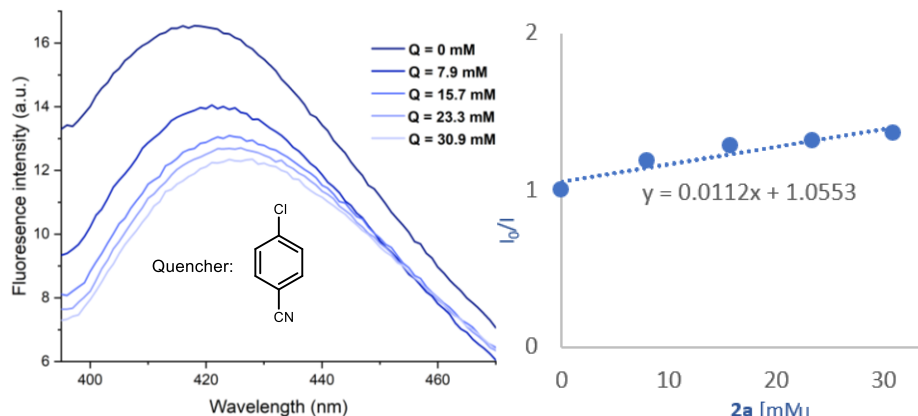 Fluoresence intensity (a.u.)
16
14
12
10
8
6
400
420
440
460
Wavelength (nm)
Q = 0 mM
Q = 7.9 mM
Q = 15.7 mM
Q = 23.3 mM
Q = 30.9 mM
Quencher:
Cl
CN
I0/I
2
1
0
y = 0.0112x + 1.0553
0
10
20
30
2a [mM]